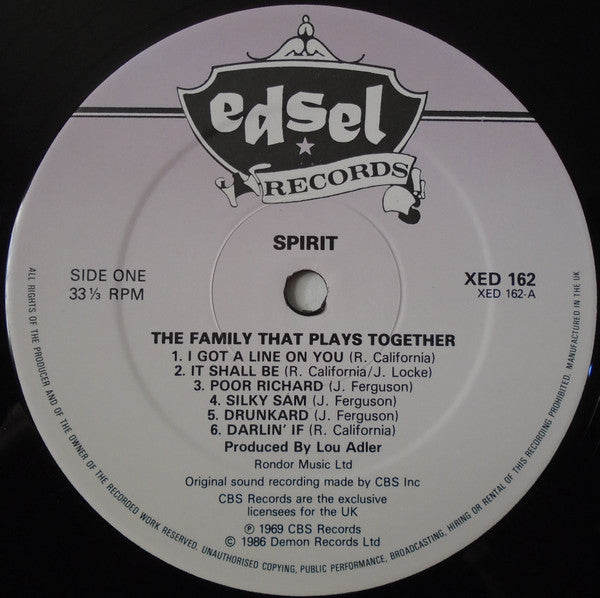 edsel
RECORDS
SPIRIT
SIDE ONE
33⅓ RPM
XED 162
XED 162-A
THE FAMILY THAT PLAYS TOGETHER
1. I GOT A LINE ON YOU (R. California)
2. IT SHALL BE (R. California/J. Locke)
3. POOR RICHARD (J. Ferguson)
4. SILKY SAM (J. Ferguson)
5. DRUNKARD (J. Ferguson)
6. DARLIN' IF (R. California)
Produced By Lou Adler
Rondor Music Ltd
Original sound recording made by CBS Inc
CBS Records are the exclusive
licensees for the UK
℗ 1969 CBS Records
© 1986 Demon Records Ltd
ALL RIGHTS OF THE PRODUCER AND OF THE OWNER OF THE RECORDED WORK RESERVED. UNAUTHORISED COPYING, PUBLIC PERFORMANCE, BROADCASTING, HIRING OR RENTAL OF THIS RECORDING PROHIBITED. MANUFACTURED IN THE UK